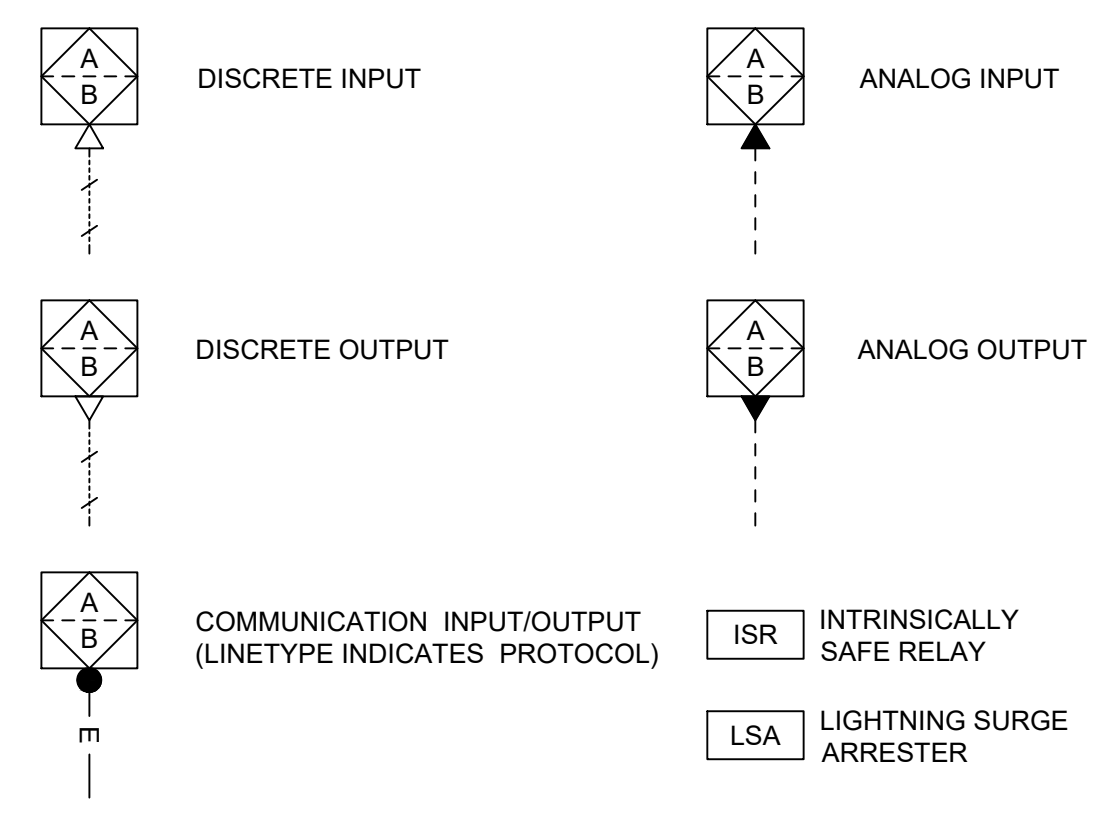 A
B
DISCRETE INPUT
A
B
ANALOG INPUT
A
B
DISCRETE OUTPUT
A
B
ANALOG OUTPUT
A
B
COMMUNICATION INPUT/OUTPUT
(LINETYPE INDICATES PROTOCOL)
E
ISR
INTRINSICALLY
SAFE RELAY
LSA
LIGHTNING SURGE
ARRESTER